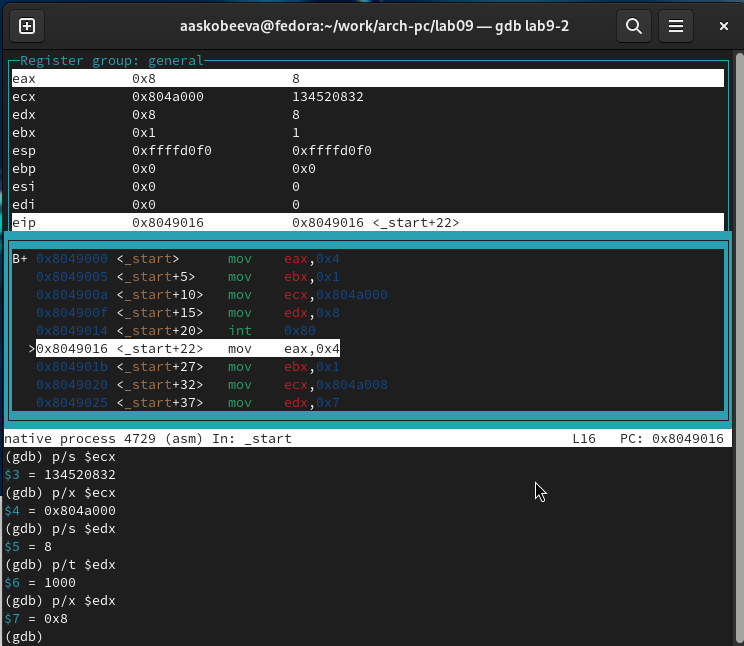 aaskobeeva@fedora:~/work/arch-pc/lab09 — gdb lab9-2
Register group: general
eax 0x8 8
ecx 0x804a000 134520832
edx 0x8 8
ebx 0x1 1
esp 0xffffd0f0 0xffffd0f0
ebp 0x0 0x0
esi 0x0 0
edi 0x0 0
eip 0x8049016 0x8049016 <_start+22>
B+ 0x8049000 <_start> mov eax,0x4
0x8049005 <_start+5> mov ebx,0x1
0x804900a <_start+10> mov ecx,0x804a000
0x804900f <_start+15> mov edx,0x8
0x8049014 <_start+20> int 0x80
>0x8049016 <_start+22> mov eax,0x4
0x804901b <_start+27> mov ebx,0x1
0x8049020 <_start+32> mov ecx,0x804a008
0x8049025 <_start+37> mov edx,0x7
native process 4729 (asm) In: _start L16 PC: 0x8049016
(gdb) p/s $ecx
$3 = 134520832
(gdb) p/x $ecx
$4 = 0x804a000
(gdb) p/s $edx
$5 = 8
(gdb) p/t $edx
$6 = 1000
(gdb) p/x $edx
$7 = 0x8
(gdb)